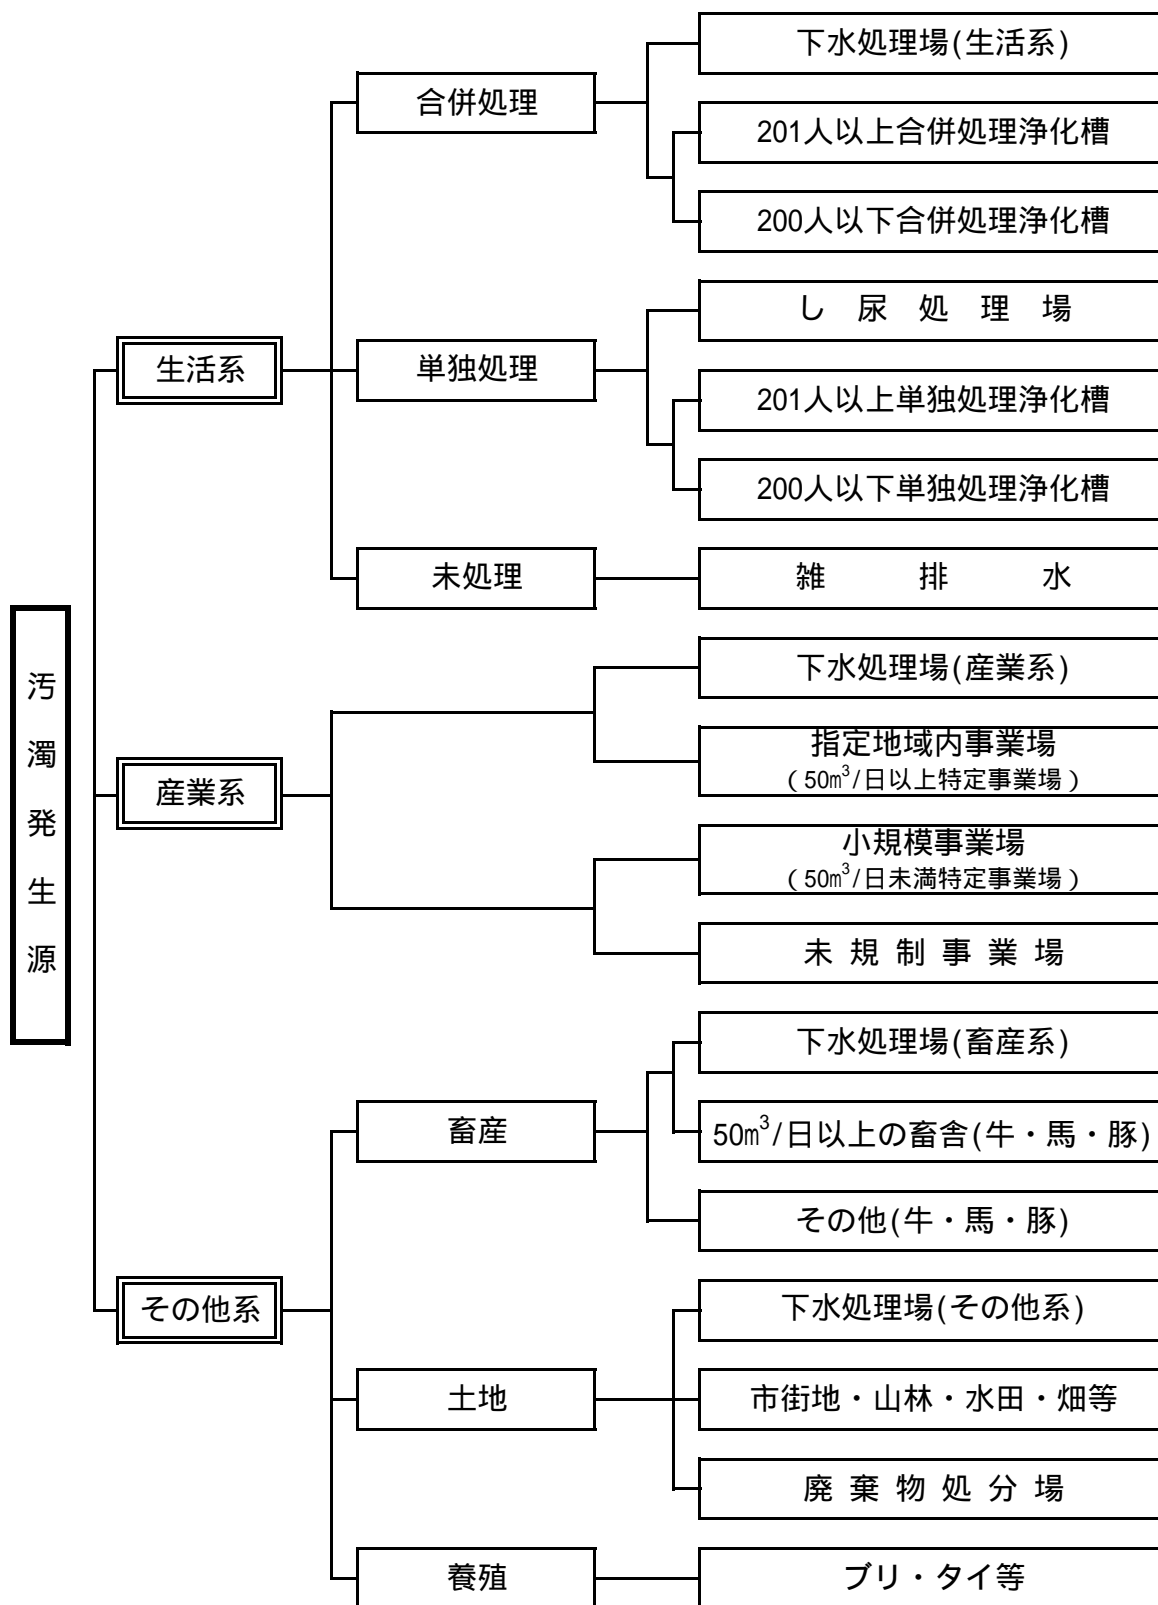 汚濁発生源
生活系
合併処理
下水処理場(生活系)
201人以上合併処理浄化槽
200人以下合併処理浄化槽
単独処理
し尿処理場
201人以上単独処理浄化槽
200人以下単独処理浄化槽
未処理
雑排水
産業系
下水処理場(産業系)
指定地域内事業場
(50㎥/日以上特定事業場)
小規模事業場
(50㎥/日未満特定事業場)
未規制事業場
その他系
畜産
下水処理場(畜産系)
50㎥/日以上の畜舎(牛・馬・豚)
その他(牛・馬・豚)
土地
下水処理場(その他系)
市街地・山林・水田・畑等
廃棄物処分場
養殖
ブリ・タイ等